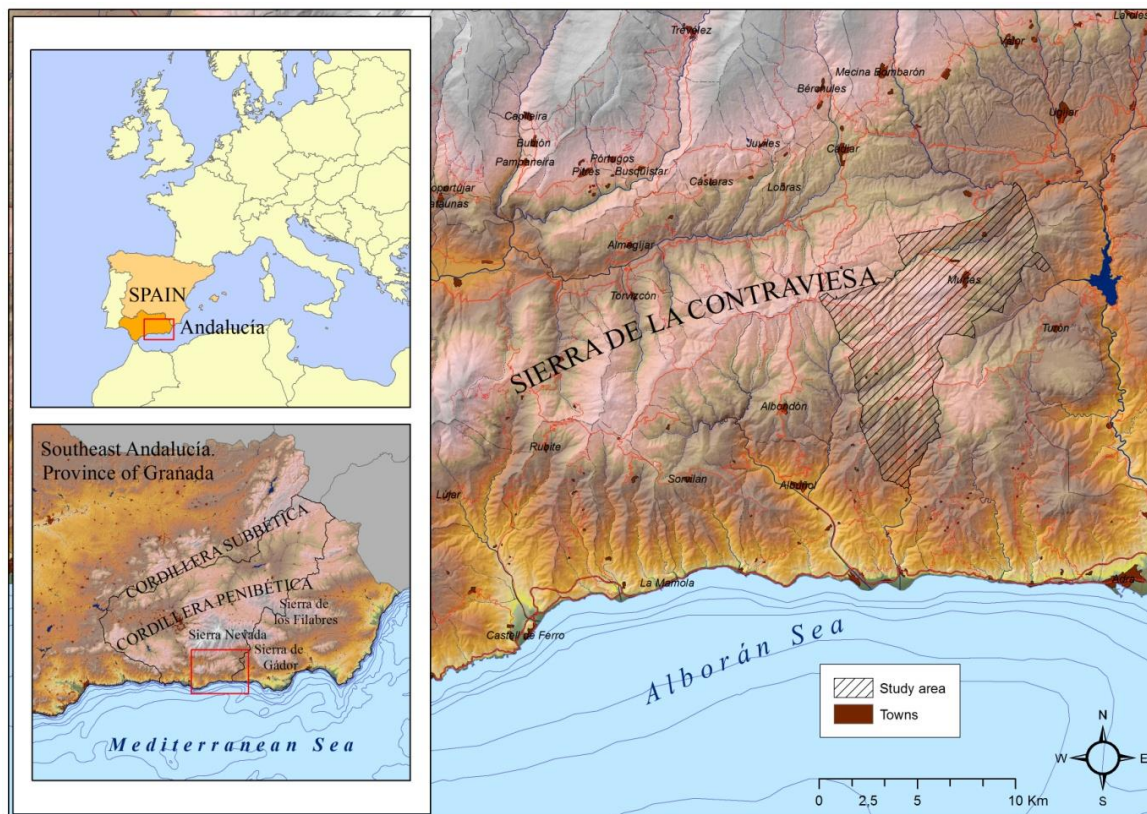 SPAIN
Andalucía
Southeast Andalucía.
Province of Granada
CORDILLERA SUBBÉTICA
CORDILLERA PENIBÉTICA
Sierra de
los Filabres
Sierra Nevada
Sierra de
Gádor
Mediterranean Sea
Trevélez
Laroles
Válor
Mecina Bombarón
Bérchules
Capileira
Ugíjar
Bubión
Cádiar
Juviles
Pampaneira
Pórtugos
Pitres
Busquístar
Cástaras
Lobras
Almegíjar
Murtas
Torvizcón
SIERRA DE LA CONTRAVIESA
Turón
Albondón
Rubite
Sorvilán
Lújar
Albuñol
La Mamola
Adra
Castell de Ferro
Alborán Sea
Study area
Towns
N
W
E
S
0 2,5 5 10 Km